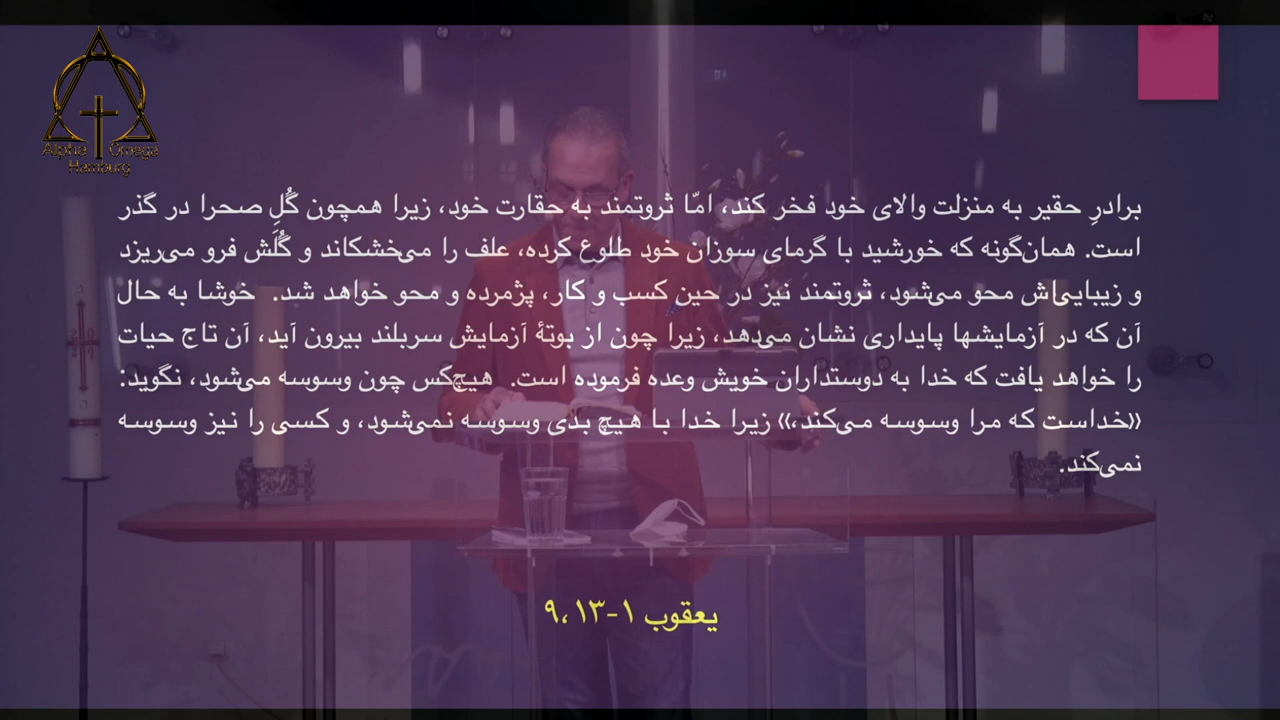 Alpha Omega
Hamburg
برادرِ حقیر به منزلت والای خود فخر کند، امّا ثروتمند به حقارت خود، زیرا همچون گُلِ صحرا در گذر
است. همان‌گونه که خورشید با گرمای سوزان خود طلوع کرده، علف را می‌خشکاند و گُلَش فرو می‌ریزد
و زیبایی‌اش محو می‌شود، ثروتمند نیز در حین کسب و کار، پژمرده و محو خواهد شد. خوشا به حال
آن که در آزمایشها پایداری نشان می‌دهد، زیرا چون از بوتهٔ آزمایش سربلند بیرون آید، آن تاج حیات
را خواهد یافت که خدا به دوستداران خویش وعده فرموده است. هیچ‌کس چون وسوسه می‌شود، نگوید:
«خداست که مرا وسوسه می‌کند،» زیرا خدا با هیچ بدی وسوسه نمی‌شود، و کسی را نیز وسوسه
نمی‌کند.
یعقوب ۱-۹،۱۳